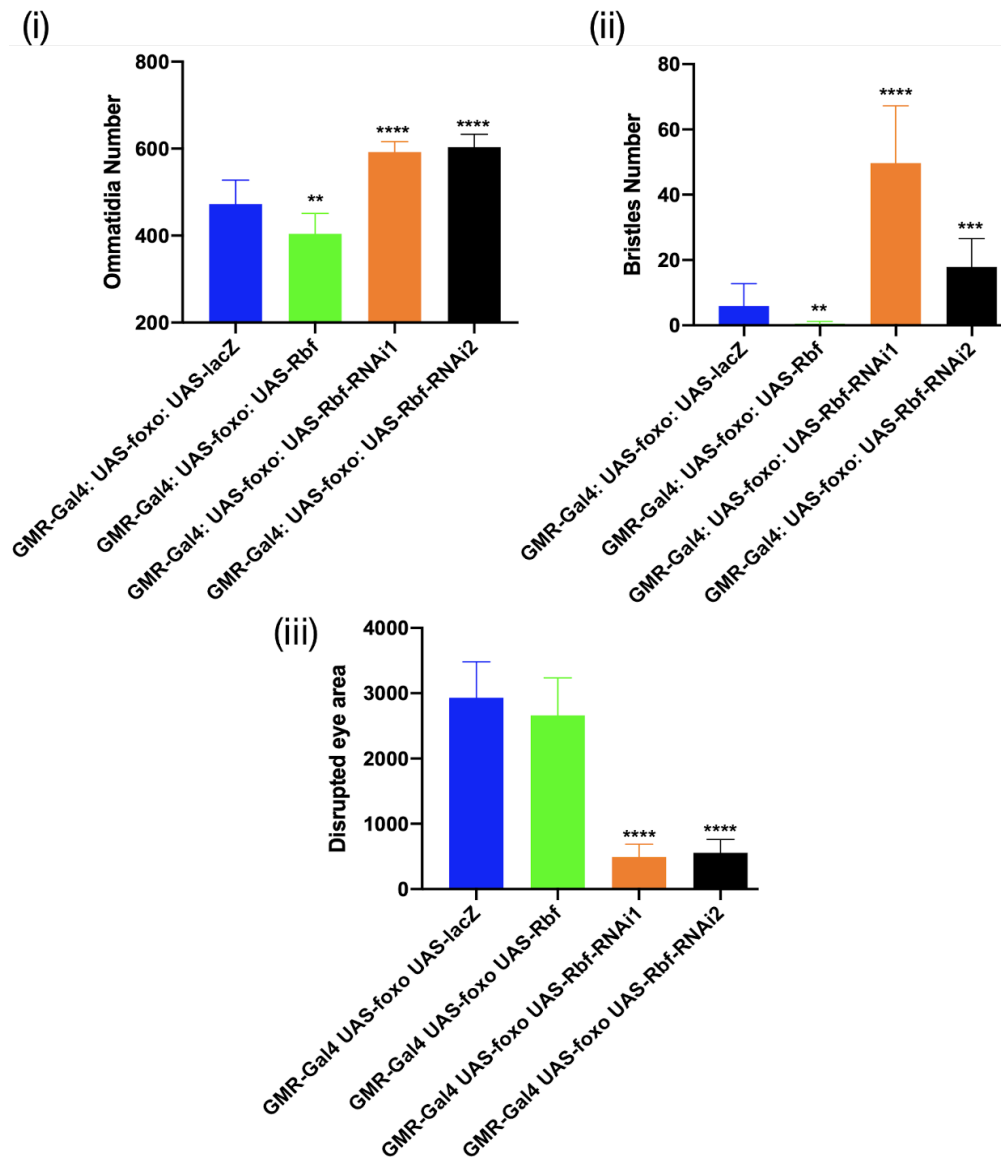 (i)
Ommatidia Number
800
600
400
200
**
****
****
GMR-Gal4: UAS-foxo: UAS-lacZ
GMR-Gal4: UAS-foxo: UAS-Rbf
GMR-Gal4: UAS-foxo: UAS-Rbf-RNAi1
GMR-Gal4: UAS-foxo: UAS-Rbf-RNAi2
(ii)
Bristles Number
80
60
40
20
0
**
****
***
GMR-Gal4: UAS-foxo: UAS-lacZ
GMR-Gal4: UAS-foxo: UAS-Rbf
GMR-Gal4: UAS-foxo: UAS-Rbf-RNAi1
GMR-Gal4: UAS-foxo: UAS-Rbf-RNAi2
(iii)
Disrupted eye area
4000
3000
2000
1000
0
****
****
GMR-Gal4 UAS-foxo UAS-lacZ
GMR-Gal4 UAS-foxo UAS-Rbf
GMR-Gal4 UAS-foxo UAS-Rbf-RNAi1
GMR-Gal4 UAS-foxo UAS-Rbf-RNAi2